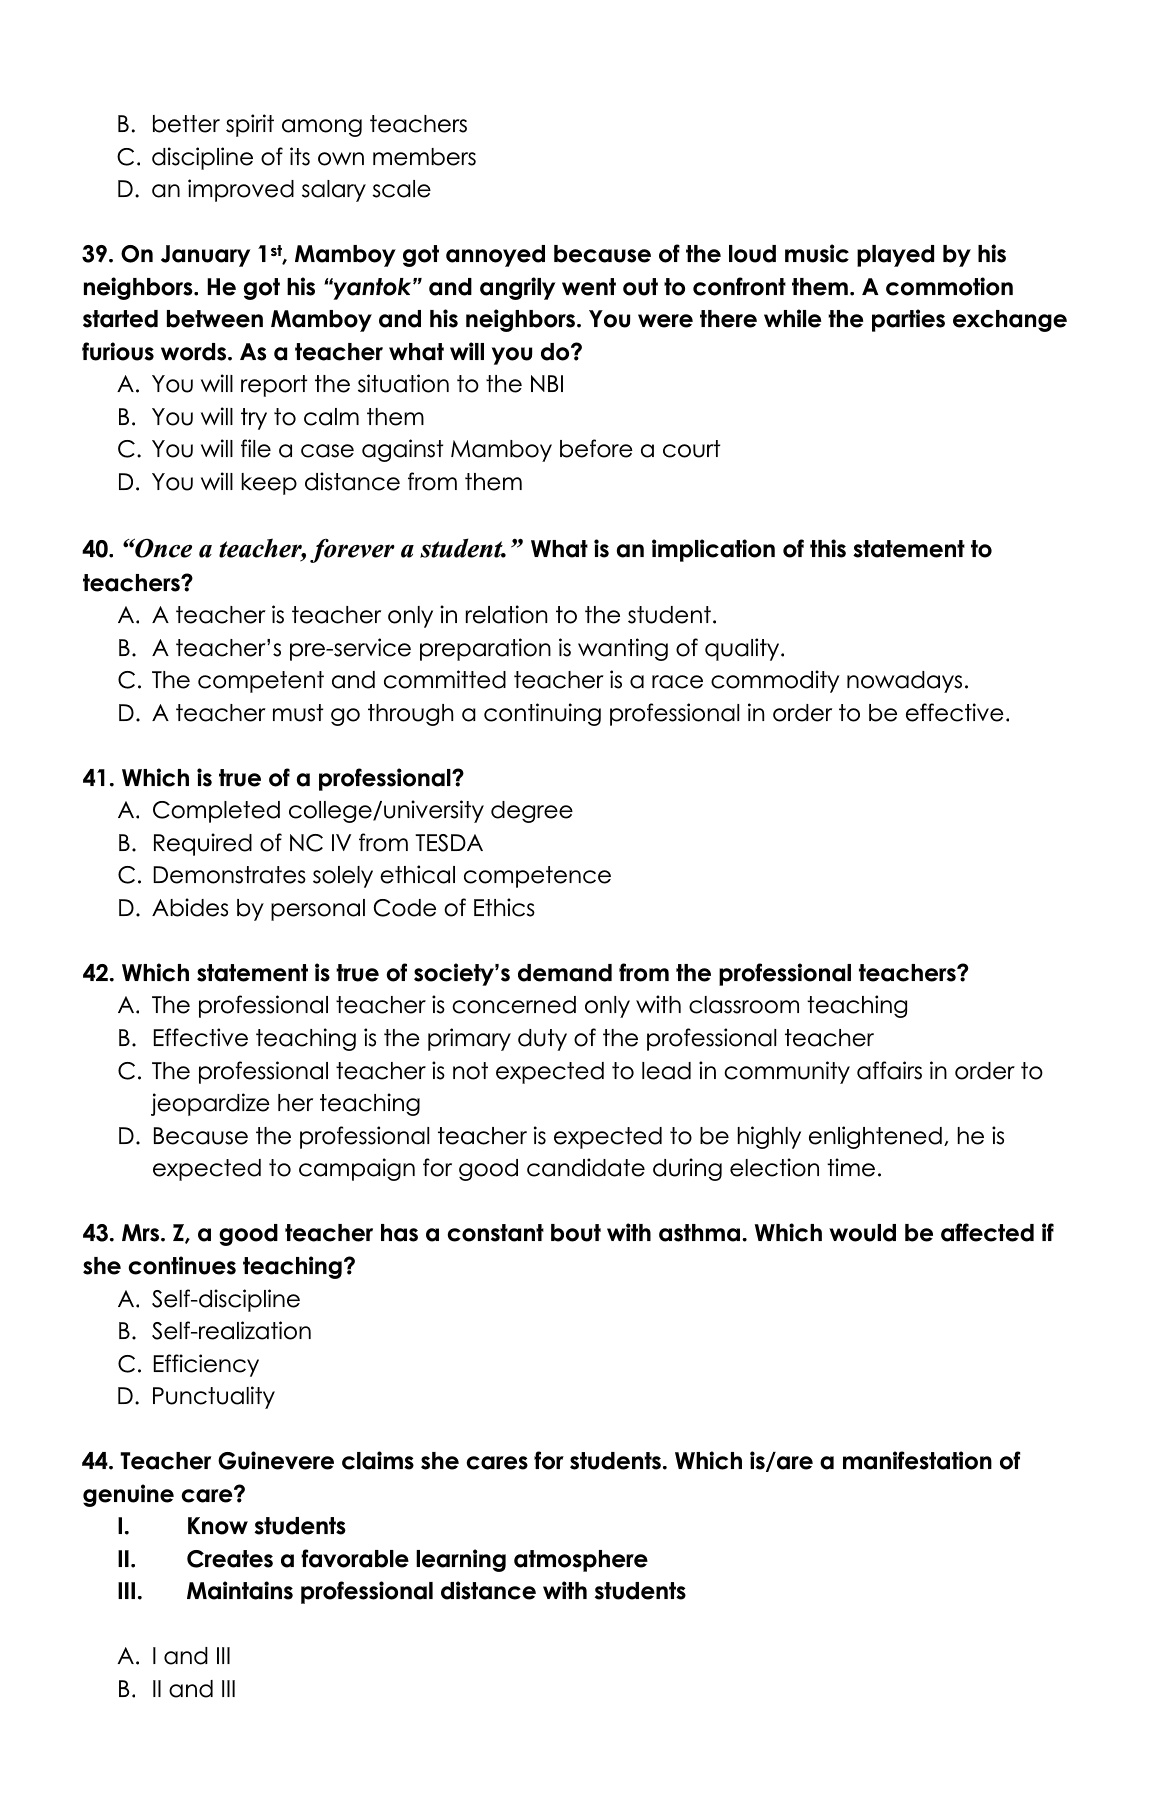 B. better spirit among teachers
C. discipline of its own members
D. an improved salary scale
39. On January 1st, Mamboy got annoyed because of the loud music played by his
neighbors. He got his “yantok” and angrily went out to confront them. A commotion
started between Mamboy and his neighbors. You were there while the parties exchange
furious words. As a teacher what will you do?
A. You will report the situation to the NBI
B. You will try to calm them
C. You will file a case against Mamboy before a court
D. You will keep distance from them
40. “Once a teacher, forever a student.” What is an implication of this statement to
teachers?
A. A teacher is teacher only in relation to the student.
B. A teacher’s pre-service preparation is wanting of quality.
C. The competent and committed teacher is a race commodity nowadays.
D. A teacher must go through a continuing professional in order to be effective.
41. Which is true of a professional?
A. Completed college/university degree
B. Required of NC IV from TESDA
C. Demonstrates solely ethical competence
D. Abides by personal Code of Ethics
42. Which statement is true of society’s demand from the professional teachers?
A. The professional teacher is concerned only with classroom teaching
B. Effective teaching is the primary duty of the professional teacher
C. The professional teacher is not expected to lead in community affairs in order to
jeopardize her teaching
D. Because the professional teacher is expected to be highly enlightened, he is
expected to campaign for good candidate during election time.
43. Mrs. Z, a good teacher has a constant bout with asthma. Which would be affected if
she continues teaching?
A. Self-discipline
B. Self-realization
C. Efficiency
D. Punctuality
44. Teacher Guinevere claims she cares for students. Which is/are a manifestation of
genuine care?
I. Know students
II. Creates a favorable learning atmosphere
III. Maintains professional distance with students
A. I and III
B. II and III